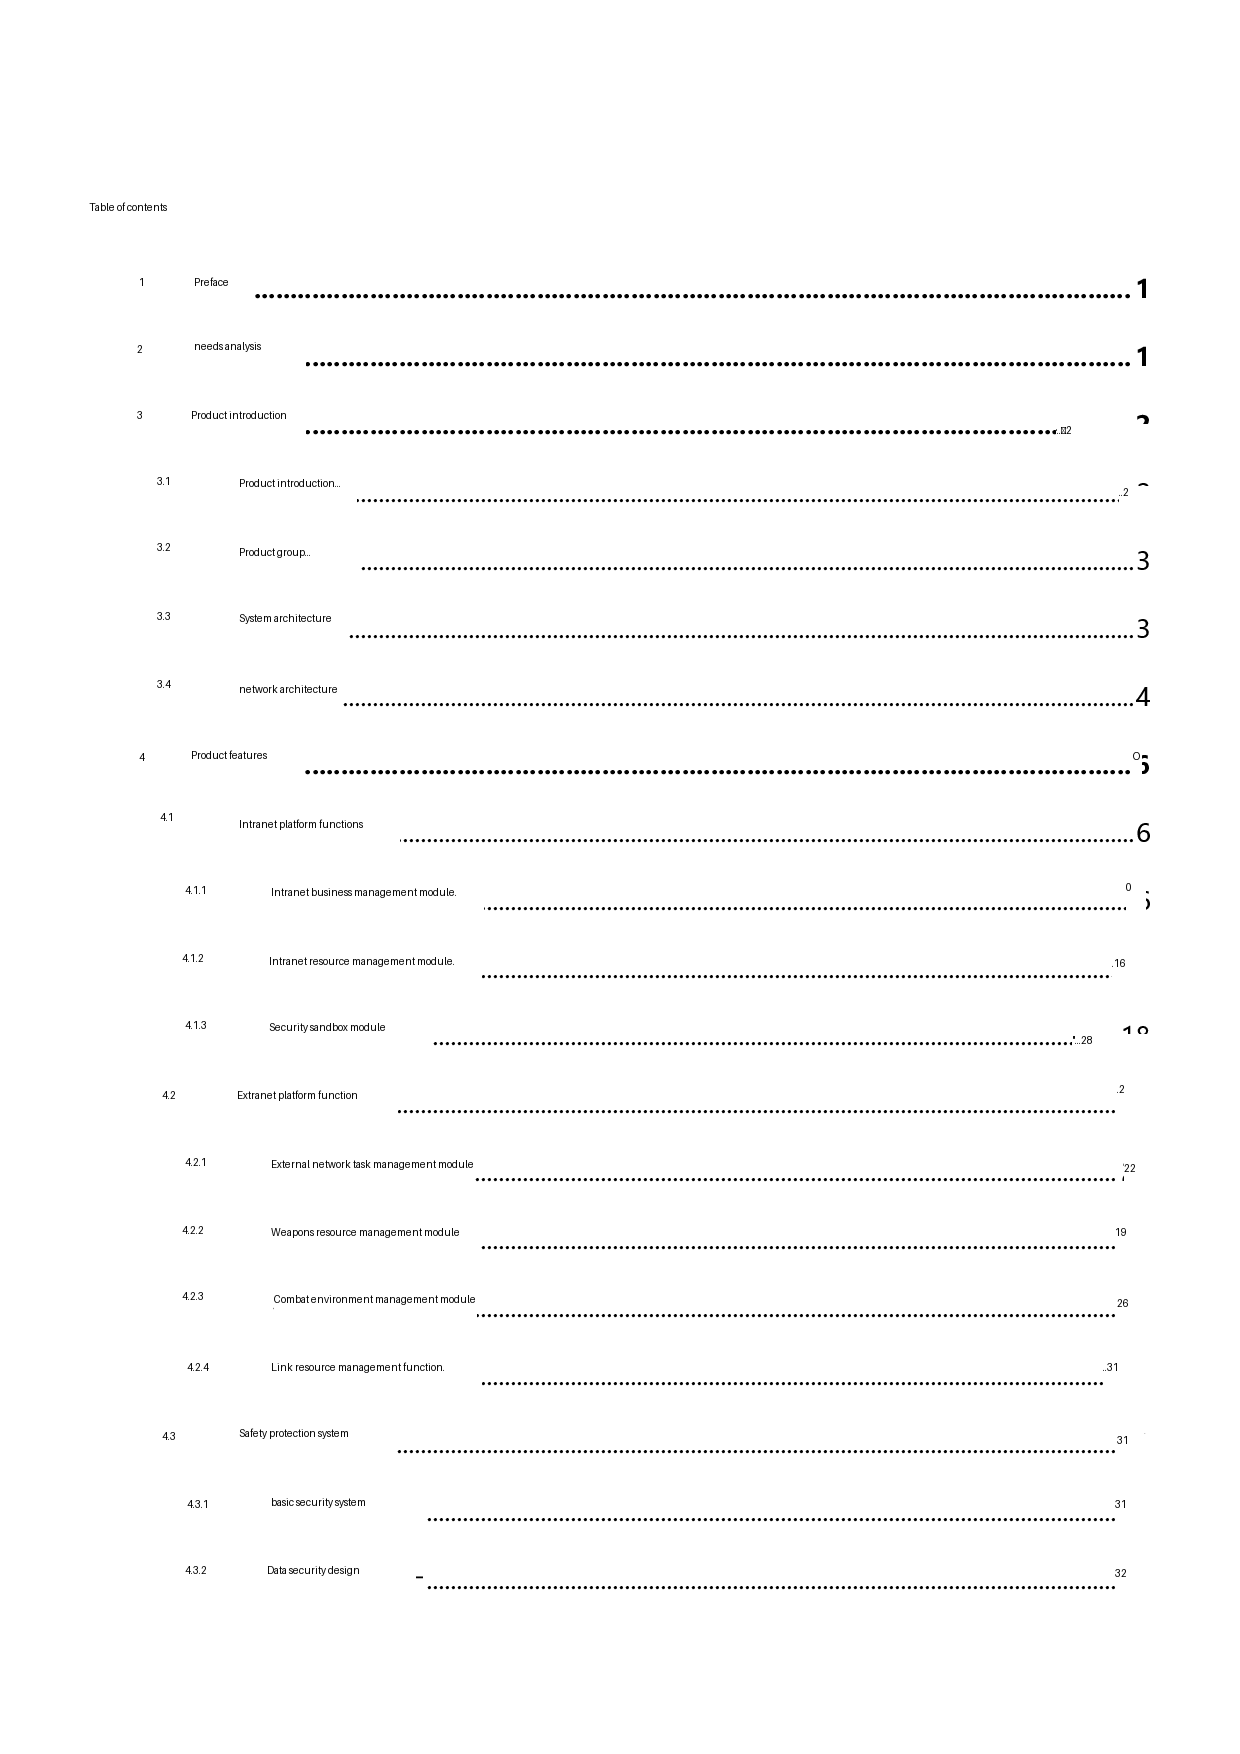 Table of contents
1 Preface 1
2 needs analysis 1
3 Product introduction ...2
3.1 Product introduction... ..2
3.2 Product group... 3
3.3 System architecture 3
3.4 network architecture 4
4 Product features
4.1 Intranet platform functions 6
4.1.1 Intranet business management module. 0
4.1.2 Intranet resource management module. .16
4.1.3 Security sandbox module ...28
4.2 Extranet platform function .2
4.2.1 External network task management module 22
4.2.2 Weapons resource management module 19
4.2.3 Combat environment management module 26
4.2.4 Link resource management function. ..31
4.3 Safety protection system 31
4.3.1 basic security system 31
4.3.2 Data security design 32